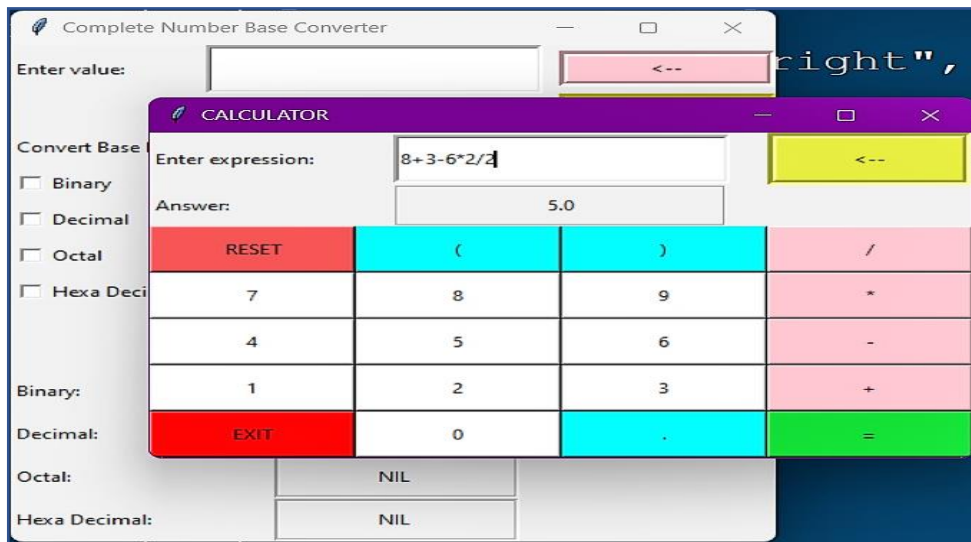 Complete Number Base Converter
Enter value:
<--
right",
CALCULATOR
Convert Base
Enter expression:
8+3-6*2/2
<--
Binary
Answer:
5.0
Decimal
RESET ( ) /
Octal
7 8 9 *
Hexa Deci
4 5 6 -
1 2 3 +
Binary:
EXIT 0 . =
Decimal:
Octal:
NIL
Hexa Decimal:
NIL